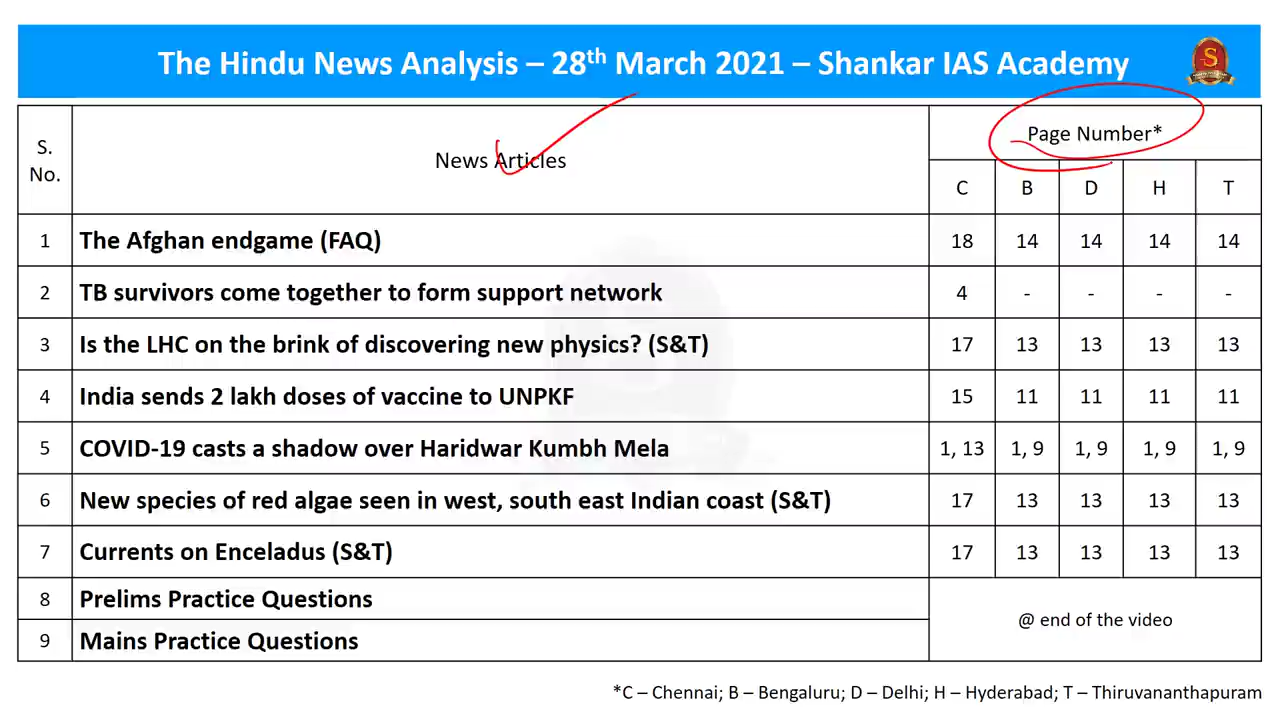 The Hindu News Analysis – 28th March 2021 – Shankar IAS Academy
S. No. News Articles Page Number*
C B D H T
1 The Afghan endgame (FAQ) 18 14 14 14 14
2 TB survivors come together to form support network 4 - - - -
3 Is the LHC on the brink of discovering new physics? (S&T) 17 13 13 13 13
4 India sends 2 lakh doses of vaccine to UNPKF 15 11 11 11 11
5 COVID-19 casts a shadow over Haridwar Kumbh Mela 1, 13 1, 9 1, 9 1, 9 1, 9
6 New species of red algae seen in west, south east Indian coast (S&T) 17 13 13 13 13
7 Currents on Enceladus (S&T) 17 13 13 13 13
8 Prelims Practice Questions
@ end of the video
9 Mains Practice Questions
*C – Chennai; B – Bengaluru; D – Delhi; H – Hyderabad; T – Thiruvananthapuram